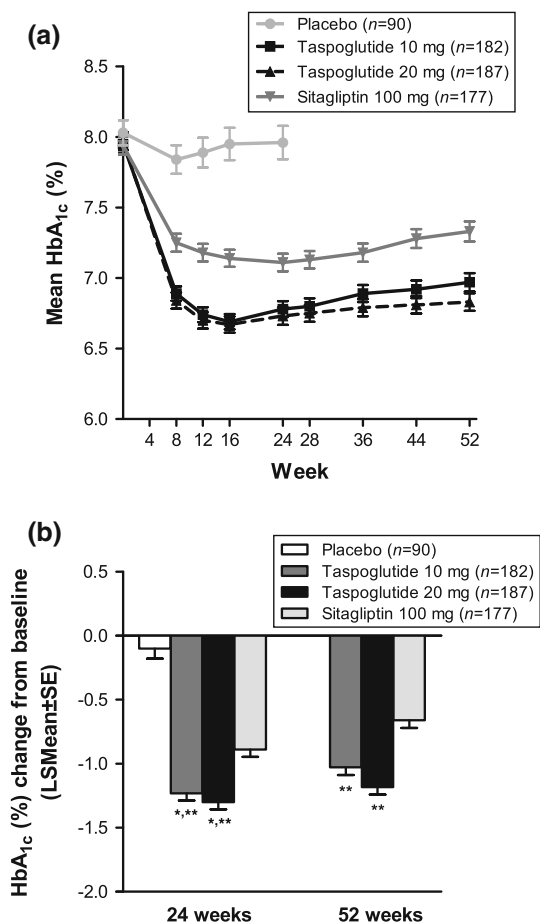 (a)
Placebo (n=90)
Taspoglutide 10 mg (n=182)
Taspoglutide 20 mg (n=187)
Sitagliptin 100 mg (n=177)
Mean HbA1c (%)
8.5
8.0
7.5
7.0
6.5
6.0
4 8 12 16 24 28 36 44 52
Week
(b)
Placebo (n=90)
Taspoglutide 10 mg (n=182)
Taspoglutide 20 mg (n=187)
Sitagliptin 100 mg (n=177)
HbA1c (%) change from baseline
(LSMean±SE)
0.5
0.0
-0.5
-1.0
-1.5
-2.0
*,** *,** ** **
24 weeks 52 weeks